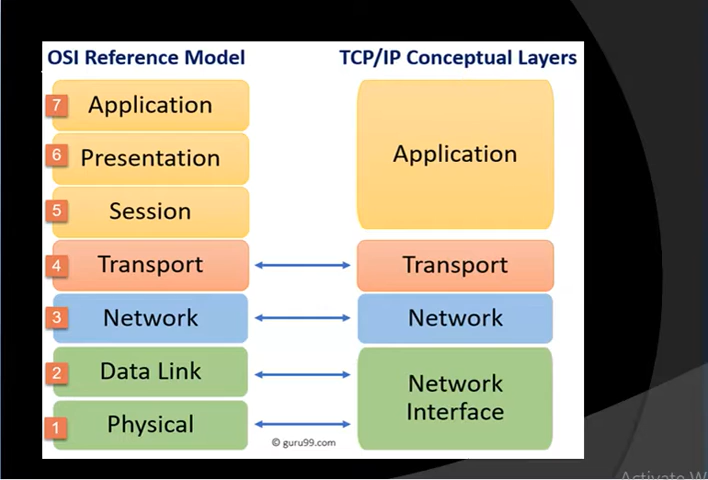 OSI Reference Model
TCP/IP Conceptual Layers
7 Application
6 Presentation
5 Session
Application
4 Transport
Transport
3 Network
Network
2 Data Link
1 Physical
Network
Interface
© guru99.com
Activate W